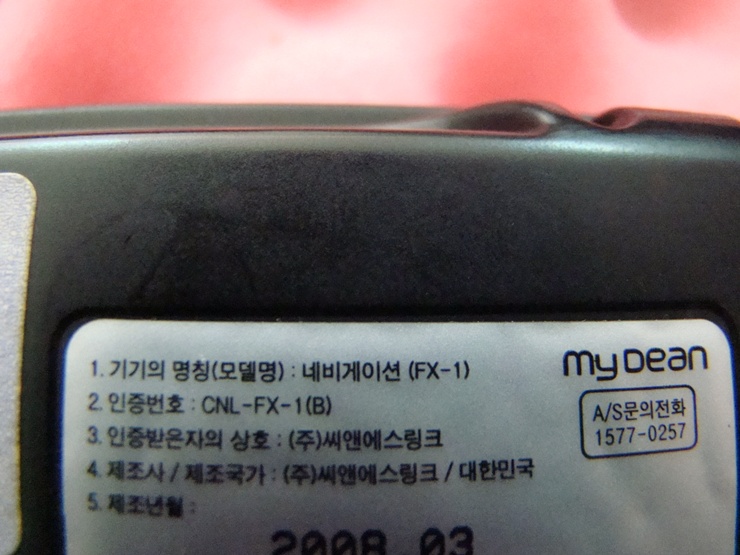 1. 기기의 명칭(모델명) : 네비게이션 (FX-1)
2. 인증번호 : CNL-FX-1(B)
3. 인증받은자의 상호 : (주)씨앤에스링크
4. 제조사 / 제조국가 : (주)씨앤에스링크 / 대한민국
5. 제조년월 :
2008.03
my Dean
A/S문의전화
1577-0257